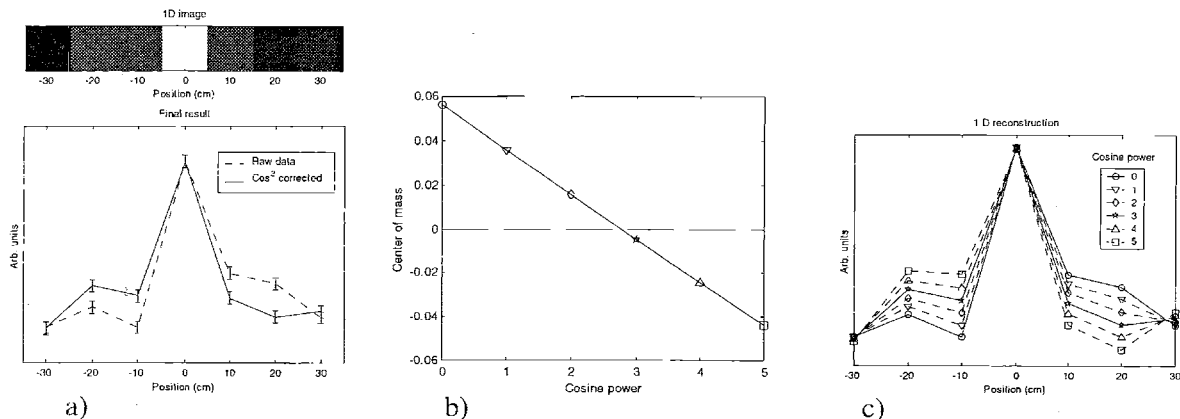 1D image
-30 -20 -10 0 10 20 30
Position (cm)
Final result
Raw data
Cos² corrected
Arb. units
-30 -20 -10 0 10 20 30
Position (cm)
a)
0.06
0.04
0.02
0
-0.02
-0.04
-0.06
Center of mass
0 1 2 3 4 5
Cosine power
b)
1 D reconstruction
Cosine power
0
1
2
3
4
5
Arb. units
-30 -20 -10 0 10 20 30
Position (cm)
c)